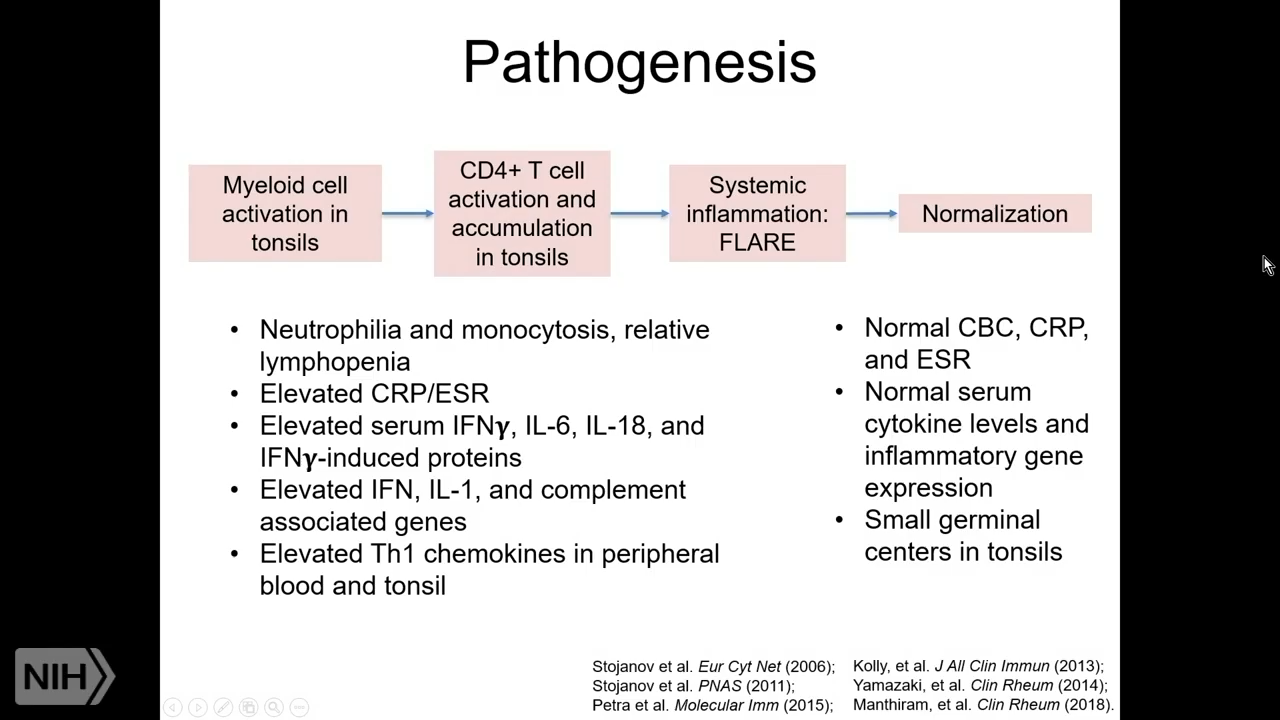 Pathogenesis
Myeloid cell
activation in
tonsils
CD4+ T cell
activation and
accumulation
in tonsils
Systemic
inflammation:
FLARE
Normalization
• Neutrophilia and monocytosis, relative
lymphopenia
• Elevated CRP/ESR
• Elevated serum IFNγ, IL-6, IL-18, and
IFNγ-induced proteins
• Elevated IFN, IL-1, and complement
associated genes
• Elevated Th1 chemokines in peripheral
blood and tonsil
• Normal CBC, CRP,
and ESR
• Normal serum
cytokine levels and
inflammatory gene
expression
• Small germinal
centers in tonsils
Stojanov et al. Eur Cyt Net (2006);
Stojanov et al. PNAS (2011);
Petra et al. Molecular Imm (2015);
Kolly, et al. J All Clin Immun (2013);
Yamazaki, et al. Clin Rheum (2014);
Manthiram, et al. Clin Rheum (2018).
NIH